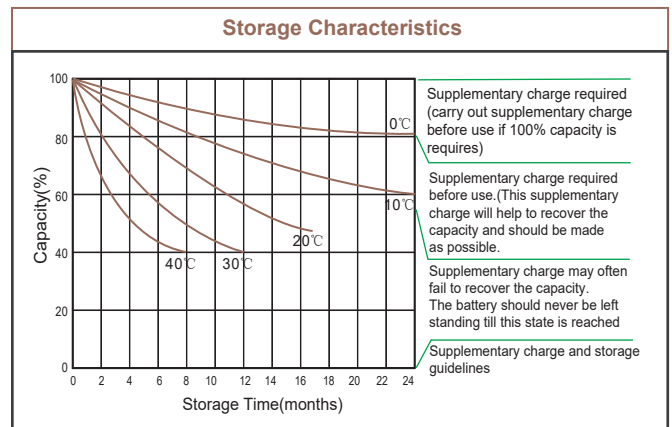 Storage Characteristics
100
80
60
40
20
0
Capacity(%)
0 2 4 6 8 10 12 14 16 18 20 22 24
Storage Time(months)
0℃
10℃
20℃
30℃
40℃
Supplementary charge required
(carry out supplementary charge
before use if 100% capacity is
requires)
Supplementary charge required
before use.(This supplementary
charge will help to recover the
capacity and should be made
as possible.
Supplementary charge may often
fail to recover the capacity.
The battery should never be left
standing till this state is reached
Supplementary charge and storage
guidelines